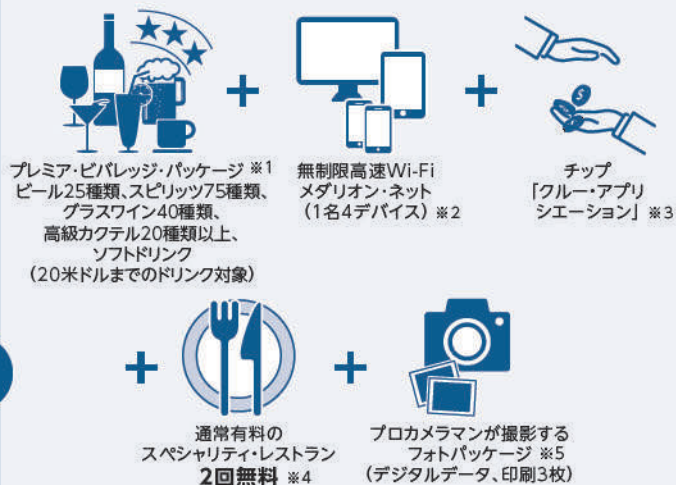 プレミア・ビバレッジ・パッケージ ※1
ビール25種類、スピリッツ75種類、
グラスワイン40種類、
高級カクテル20種類以上、
ソフトドリンク
(20米ドルまでのドリンク対象)
無制限高速Wi-Fi
メダリオン・ネット
(1名4デバイス) ※2
チップ
「クルー・アプリ
シエーション」 ※3
通常有料の
スペシャリティ・レストラン
2回無料 ※4
プロカメラマンが撮影する
フォトパッケージ ※5
(デジタルデータ、印刷3枚)